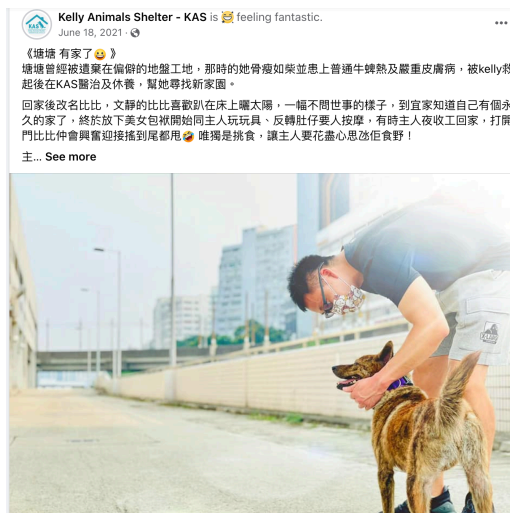 Kelly Animals Shelter - KAS is 😸 feeling fantastic.
June 18, 2021 ·
《塘塘 有家了😀 》
塘塘曾經被遺棄在偏僻的地盤工地，那時的她骨瘦如柴並患上普通牛蜱熱及嚴重皮膚病，被kelly救
起後在KAS醫治及休養，幫她尋找新家園。
回家後改名比比，文靜的比比喜歡趴在床上曬太陽，一幅不問世事的樣子，到宜家知道自己有個永
久的家了，終於放下美女包袱開始同主人玩玩具、反轉肚仔要人按摩，有時主人夜收工回家，打開
門比比仲會興奮迎接搖到尾都甩🤣 唯獨是挑食，讓主人要花盡心思氹佢食野！
主... See more